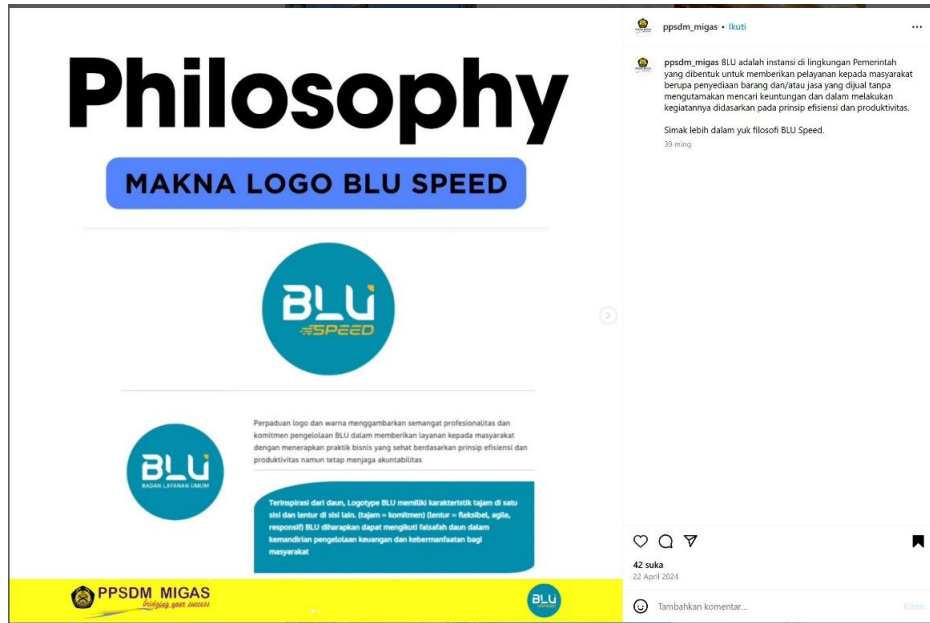 Philosophy
MAKNA LOGO BLU SPEED
BLU
SPEED
BLU
BADAN LAYANAN UMUM
Perpaduan logo dan warna menggambarkan semangat profesionalitas dan
komitmen pengelolaan BLU dalam memberikan layanan kepada masyarakat
dengan menerapkan praktik bisnis yang sehat berdasarkan prinsip efisiensi dan
produktivitas namun tetap menjaga akuntabilitas
Terinspirasi dari daun, Logotype BLU memiliki karakteristik tajam di satu
sisi dan lentur di sisi lain. (tajam = komitmen) (lentur = fleksibel, agile,
responsif) BLU diharapkan dapat mengikuti falsafah daun dalam
kemandirian pengelolaan keuangan dan kebermanfaatan bagi
masyarakat
PPSDM MIGAS
bridging your success
BLU
SPEED
ppsdm_migas • Ikuti
ppsdm_migas BLU adalah instansi di lingkungan Pemerintah
yang dibentuk untuk memberikan pelayanan kepada masyarakat
berupa penyediaan barang dan/atau jasa yang dijual tanpa
mengutamakan mencari keuntungan dan dalam melakukan
kegiatannya didasarkan pada prinsip efisiensi dan produktivitas.
Simak lebih dalam yuk filosofi BLU Speed.
39 ming
42 suka
22 April 2024
Tambahkan komentar...
Kirim